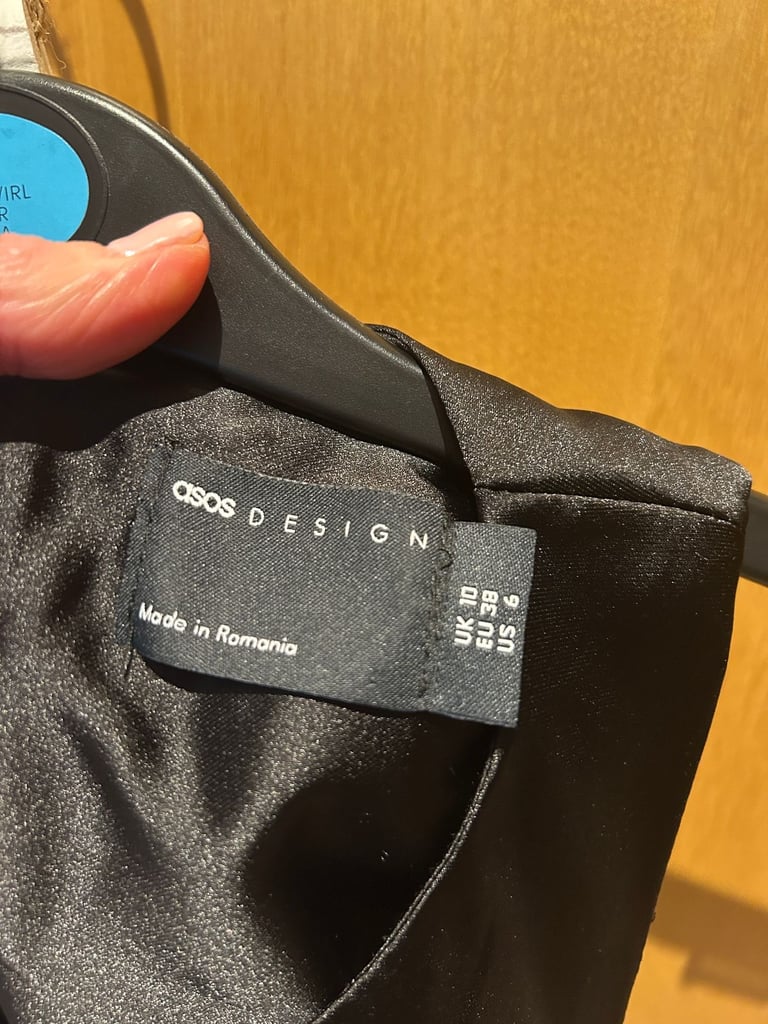 asos DESIGN
Made in Romania
UK 10
EU 38
US 6